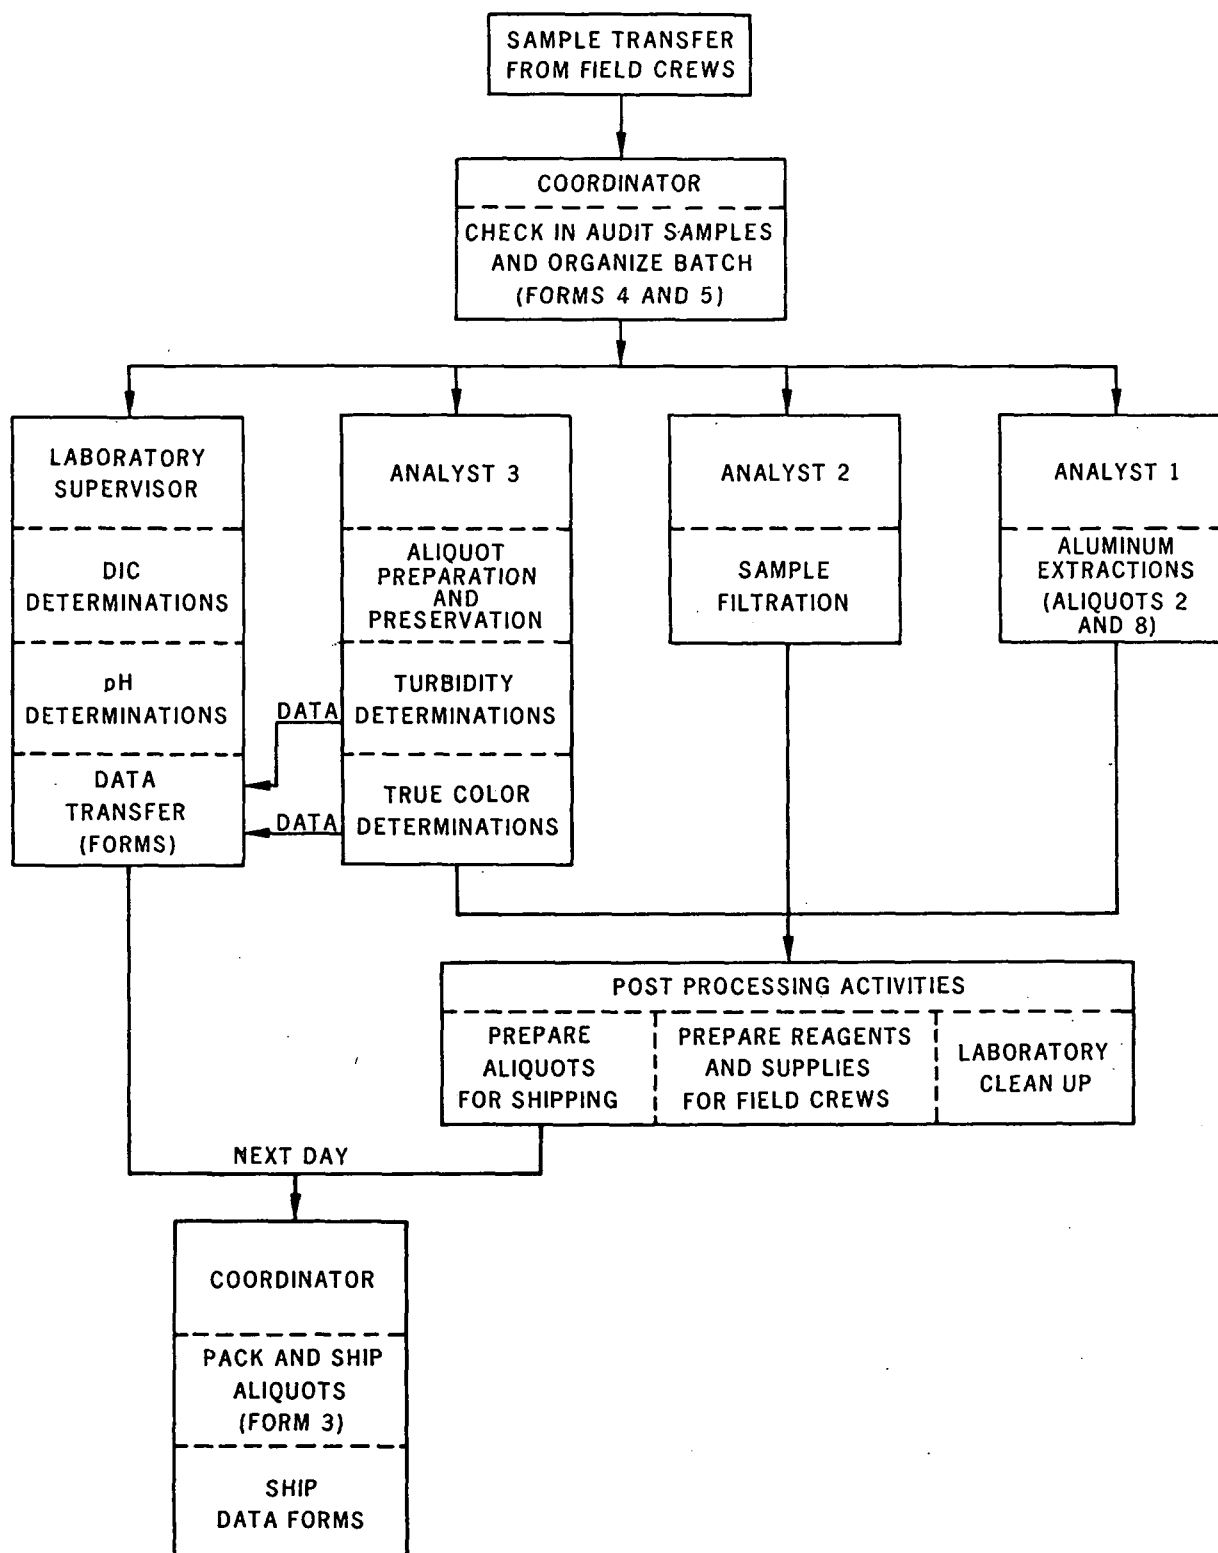 SAMPLE TRANSFER
FROM FIELD CREWS
COORDINATOR
CHECK IN AUDIT SAMPLES
AND ORGANIZE BATCH
(FORMS 4 AND 5)
LABORATORY
SUPERVISOR
DIC
DETERMINATIONS
pH
DETERMINATIONS
DATA
TRANSFER
(FORMS)
ANALYST 3
ALIQUOT
PREPARATION
AND
PRESERVATION
TURBIDITY
DETERMINATIONS
TRUE COLOR
DETERMINATIONS
DATA
DATA
ANALYST 2
SAMPLE
FILTRATION
ANALYST 1
ALUMINUM
EXTRACTIONS
(ALIQUOTS 2
AND 8)
POST PROCESSING ACTIVITIES
PREPARE
ALIQUOTS
FOR SHIPPING
PREPARE REAGENTS
AND SUPPLIES
FOR FIELD CREWS
LABORATORY
CLEAN UP
NEXT DAY
COORDINATOR
PACK AND SHIP
ALIQUOTS
(FORM 3)
SHIP
DATA FORMS